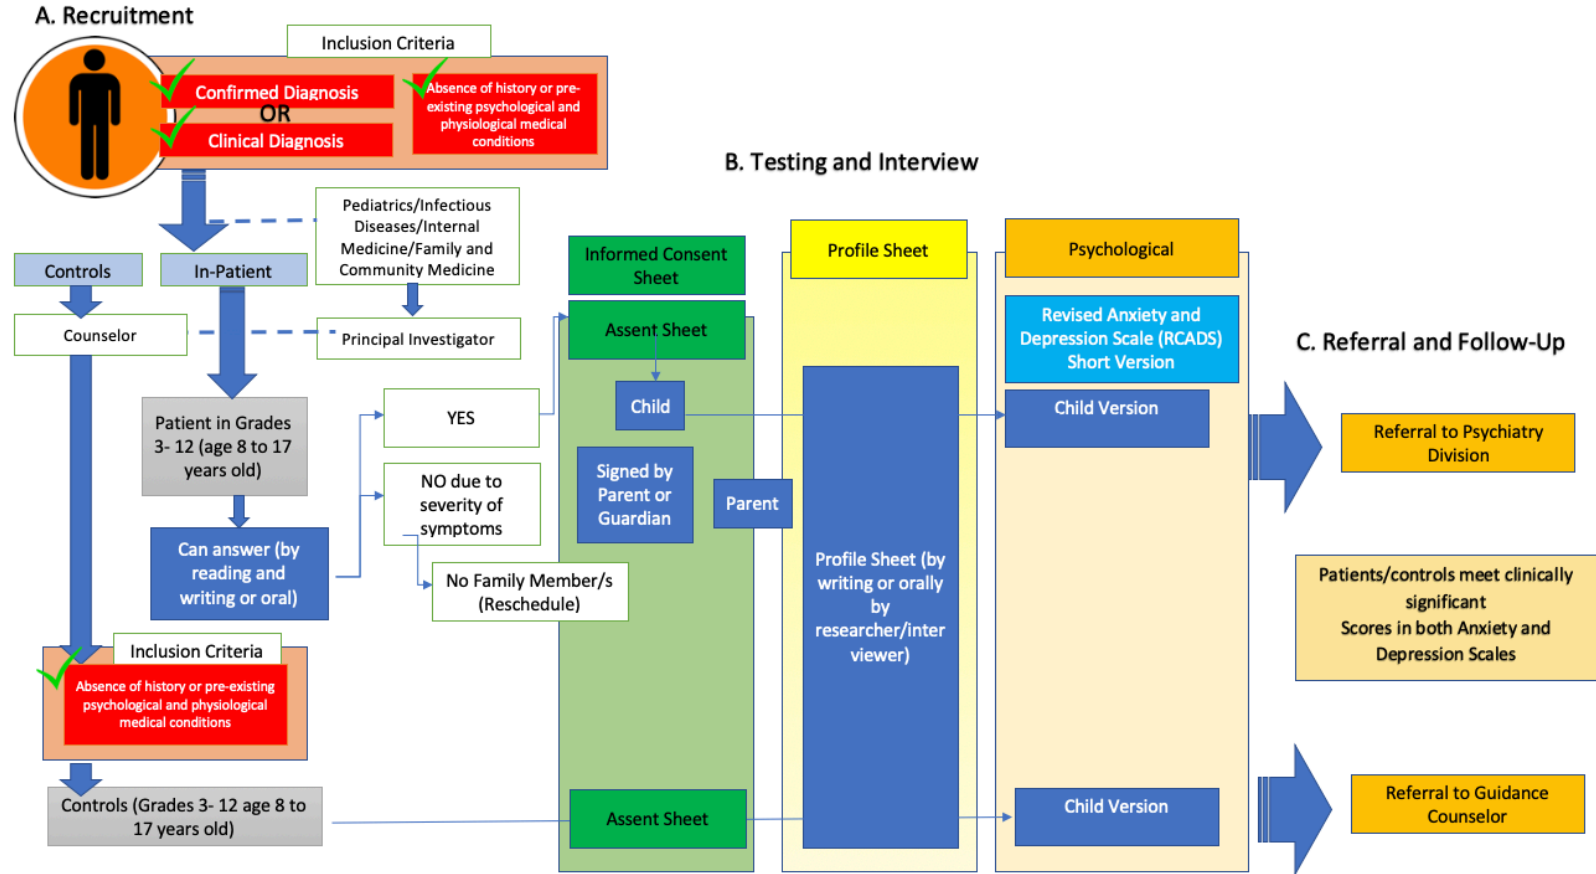 A. Recruitment
Inclusion Criteria
Confirmed Diagnosis
OR
Clinical Diagnosis
Absence of history or pre-
existing psychological and
physiological medical
conditions
B. Testing and Interview
Pediatrics/Infectious
Diseases/Internal
Medicine/Family and
Community Medicine
Controls
In-Patient
Counselor
Principal Investigator
Patient in Grades
3- 12 (age 8 to 17
years old)
Can answer (by
reading and
writing or oral)
YES
NO due to
severity of
symptoms
No Family Member/s
(Reschedule)
Inclusion Criteria
Absence of history or pre-existing
psychological and physiological
medical conditions
Controls (Grades 3- 12 age 8 to
17 years old)
Informed Consent
Sheet
Assent Sheet
Child
Signed by
Parent or
Guardian
Parent
Assent Sheet
Profile Sheet
Profile Sheet (by
writing or orally
by
researcher/inter
viewer)
Psychological
Revised Anxiety and
Depression Scale (RCADS)
Short Version
Child Version
Child Version
C. Referral and Follow-Up
Referral to Psychiatry
Division
Patients/controls meet clinically
significant
Scores in both Anxiety and
Depression Scales
Referral to Guidance
Counselor